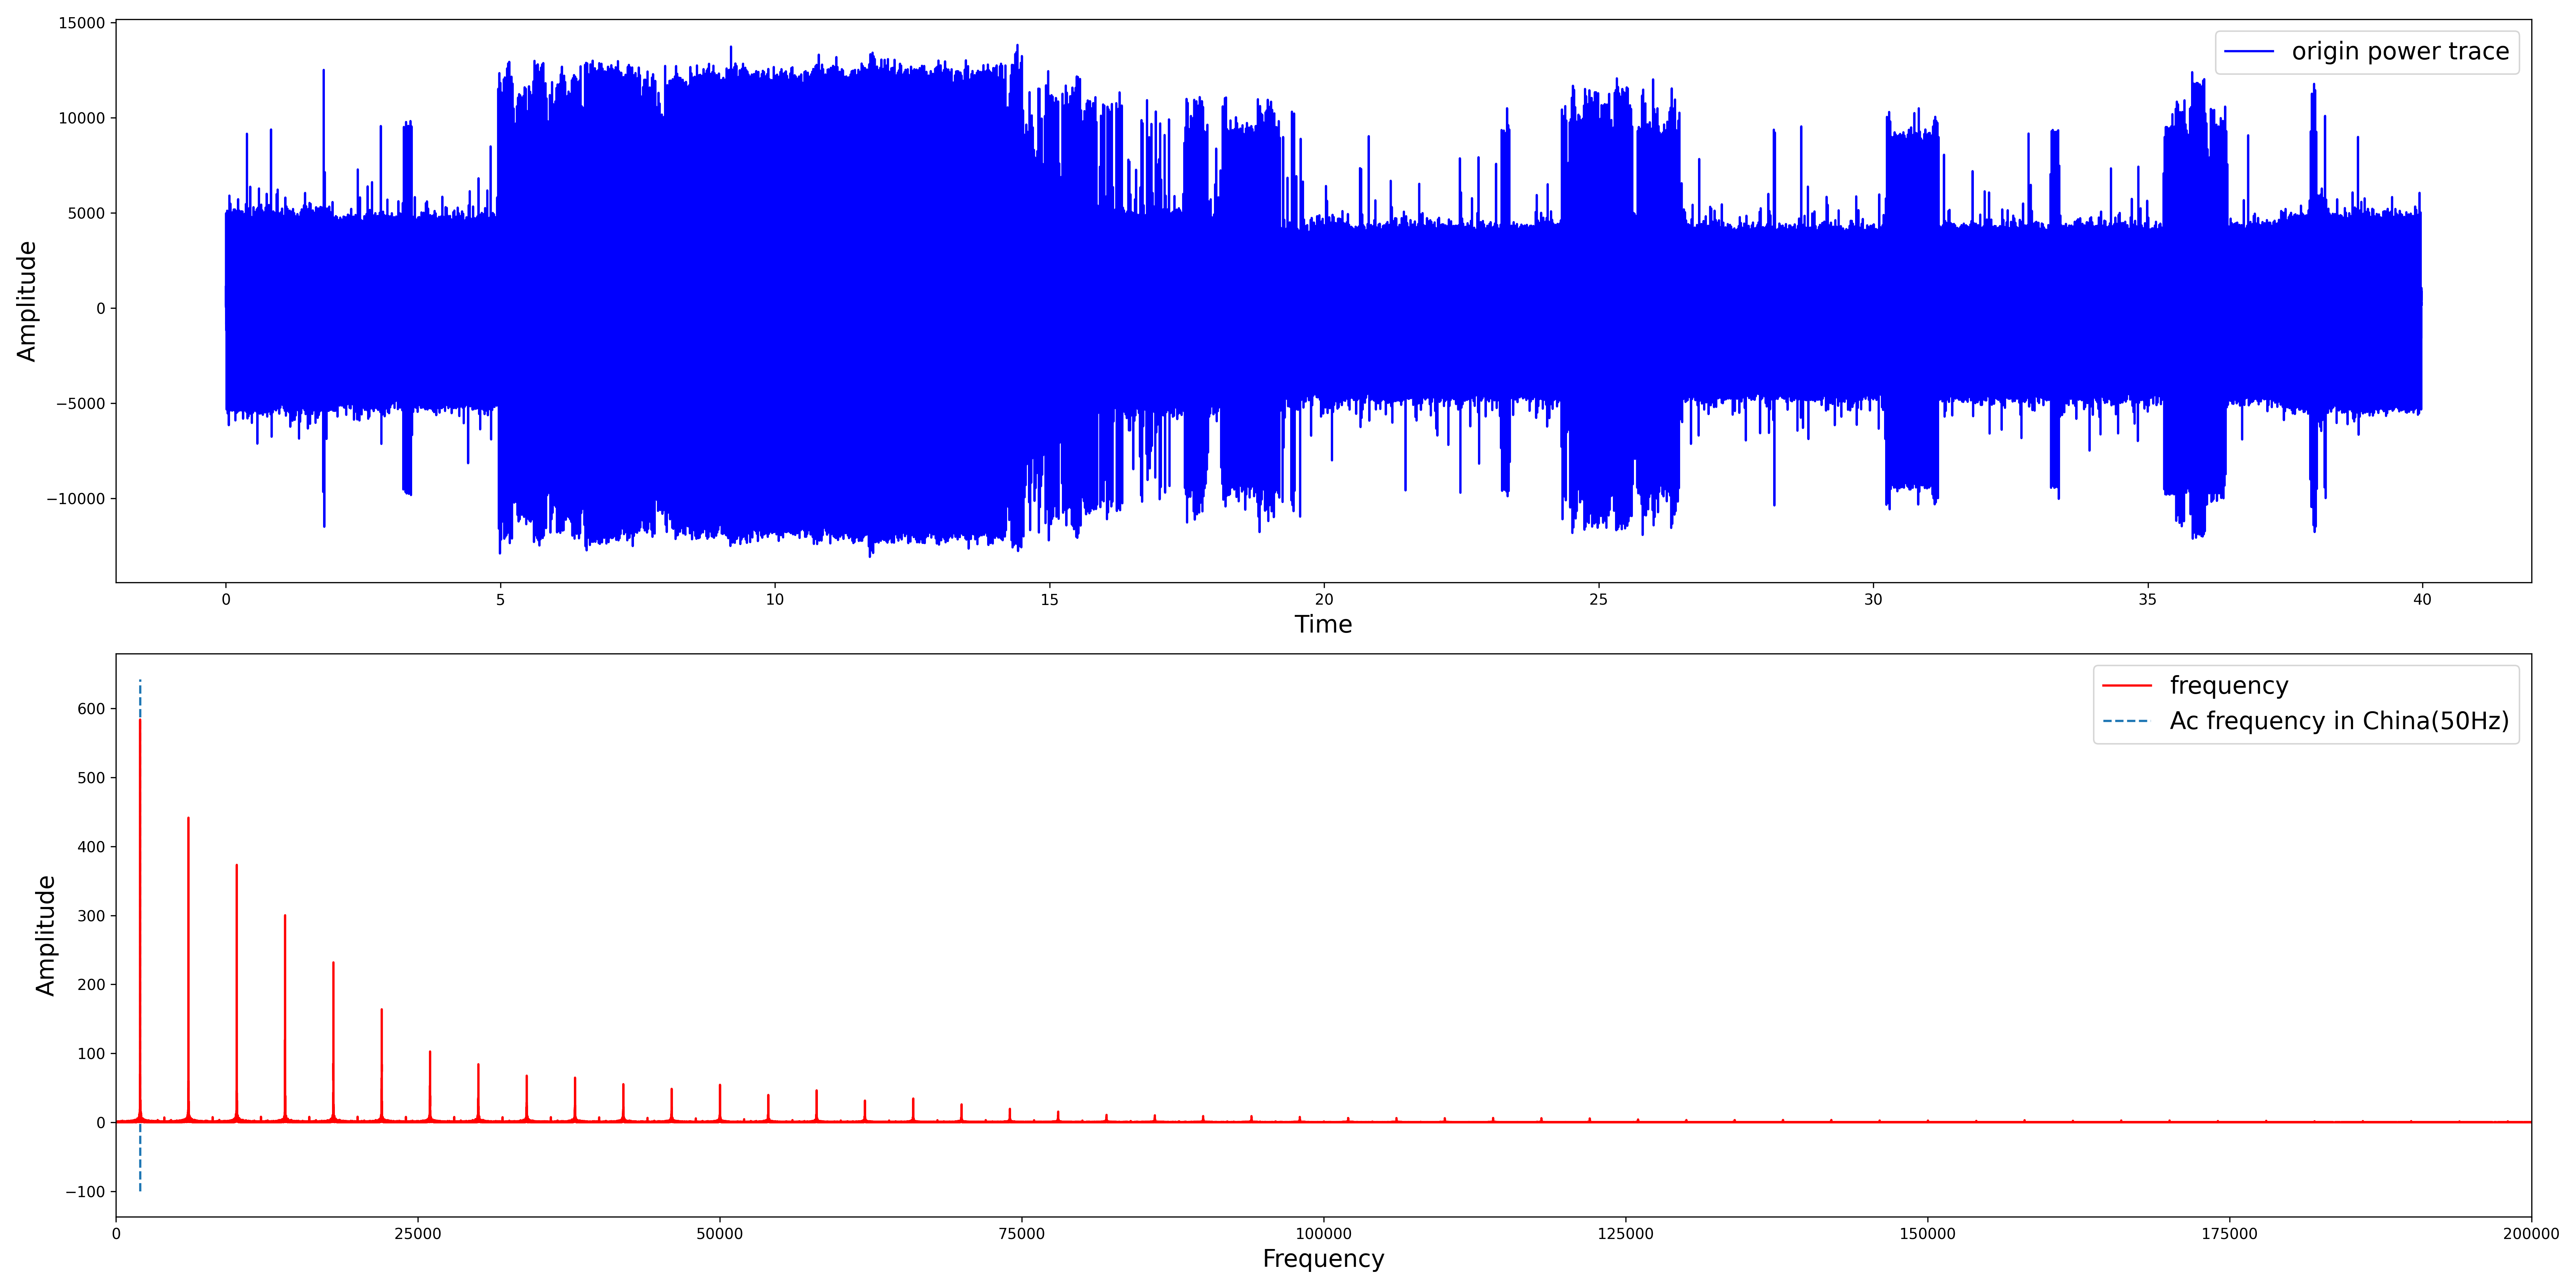 15000
10000
5000
0
−5000
−10000
Amplitude
origin power trace
0 5 10 15 20 25 30 35 40
Time
600
500
400
300
200
100
0
−100
Amplitude
frequency
Ac frequency in China(50Hz)
0 25000 50000 75000 100000 125000 150000 175000 200000
Frequency